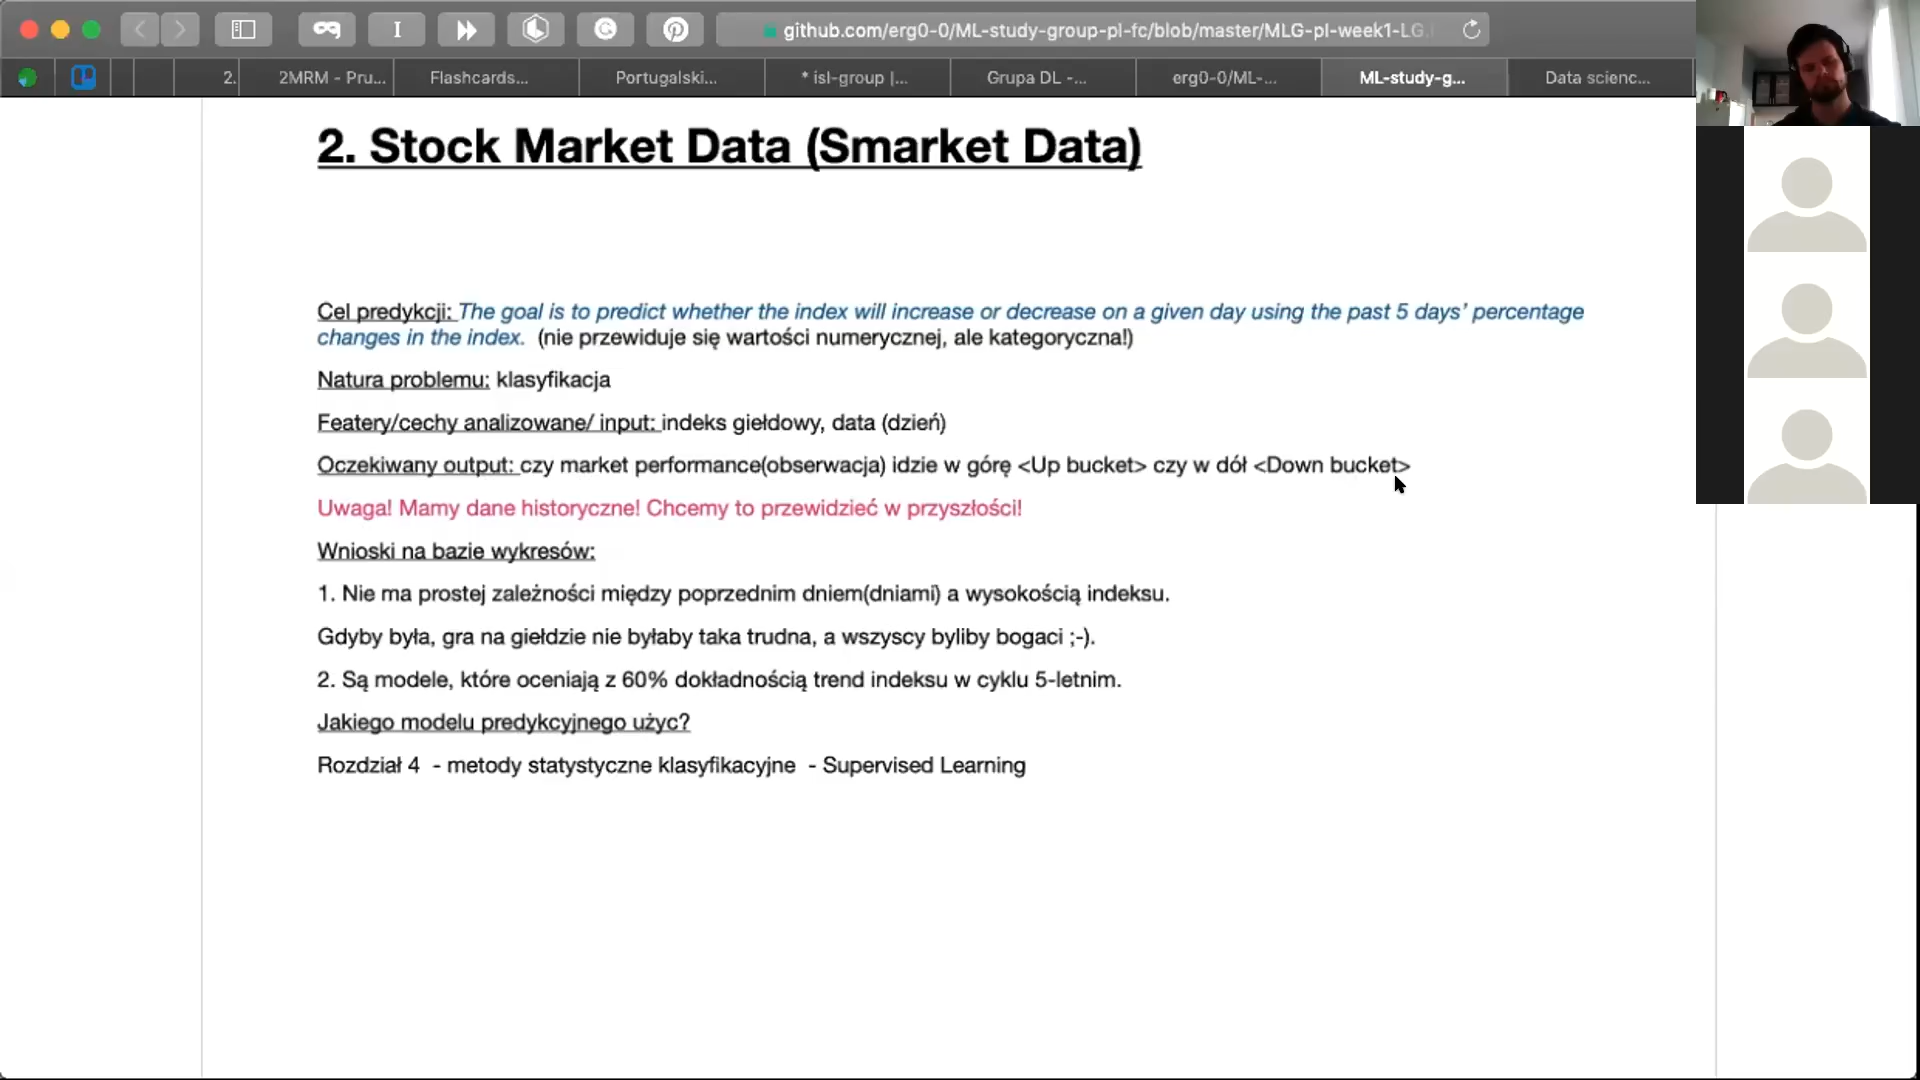 github.com/erg0-0/ML-study-group-pl-fc/blob/master/MLG-pl-week1-LG.
2.
2MRM - Pru...
Flashcards...
Portugalski...
* isl-group |...
Grupa DL -...
erg0-0/ML-...
ML-study-g...
Data scienc...
2. Stock Market Data (Smarket Data)
Cel predykcji: The goal is to predict whether the index will increase or decrease on a given day using the past 5 days’ percentage
changes in the index. (nie przewiduje się wartości numerycznej, ale kategoryczna!)
Natura problemu: klasyfikacja
Featery/cechy analizowane/ input: indeks giełdowy, data (dzień)
Oczekiwany output: czy market performance(obserwacja) idzie w górę <Up bucket> czy w dół <Down bucket>
Uwaga! Mamy dane historyczne! Chcemy to przewidzieć w przyszłości!
Wnioski na bazie wykresów:
1. Nie ma prostej zależności między poprzednim dniem(dniami) a wysokością indeksu.
Gdyby była, gra na giełdzie nie byłaby taka trudna, a wszyscy byliby bogaci ;-).
2. Są modele, które oceniają z 60% dokładnością trend indeksu w cyklu 5-letnim.
Jakiego modelu predykcyjnego użyc?
Rozdział 4 - metody statystyczne klasyfikacyjne - Supervised Learning